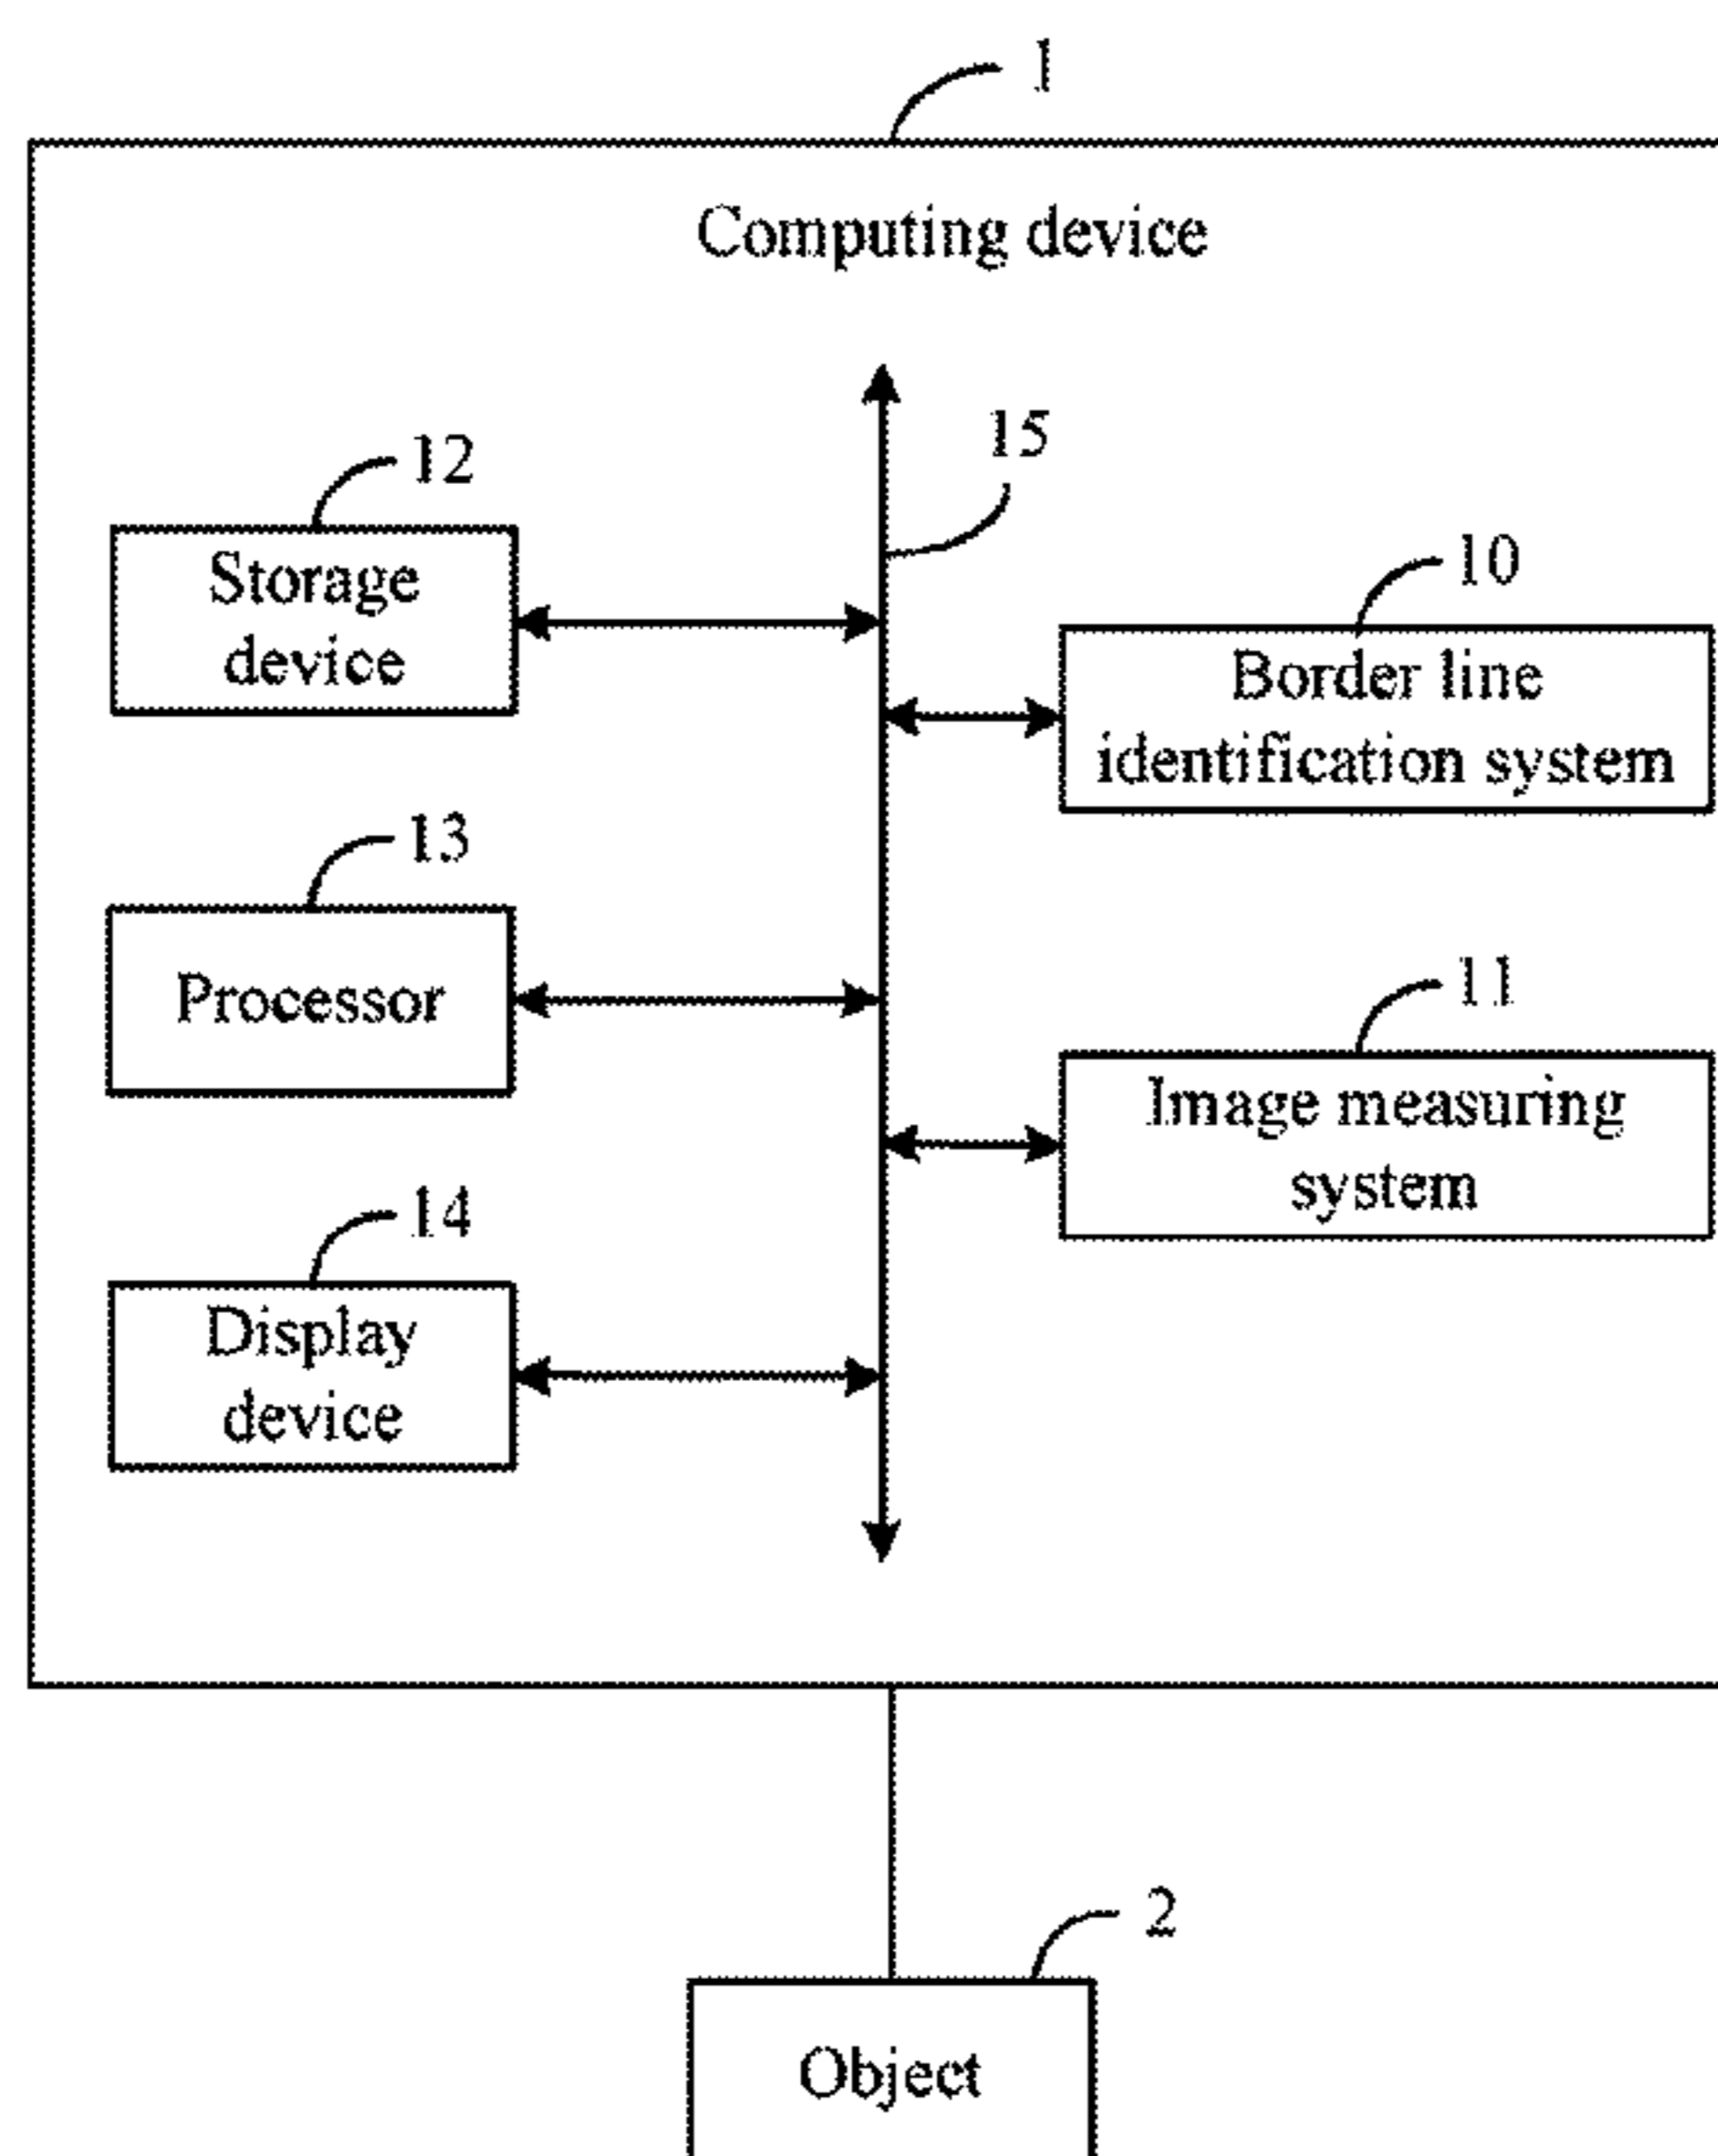 1
Computing device
15
12
Storage
device
10
Border line
identification system
13
Processor
11
Image measuring
system
14
Display
device
2
Object